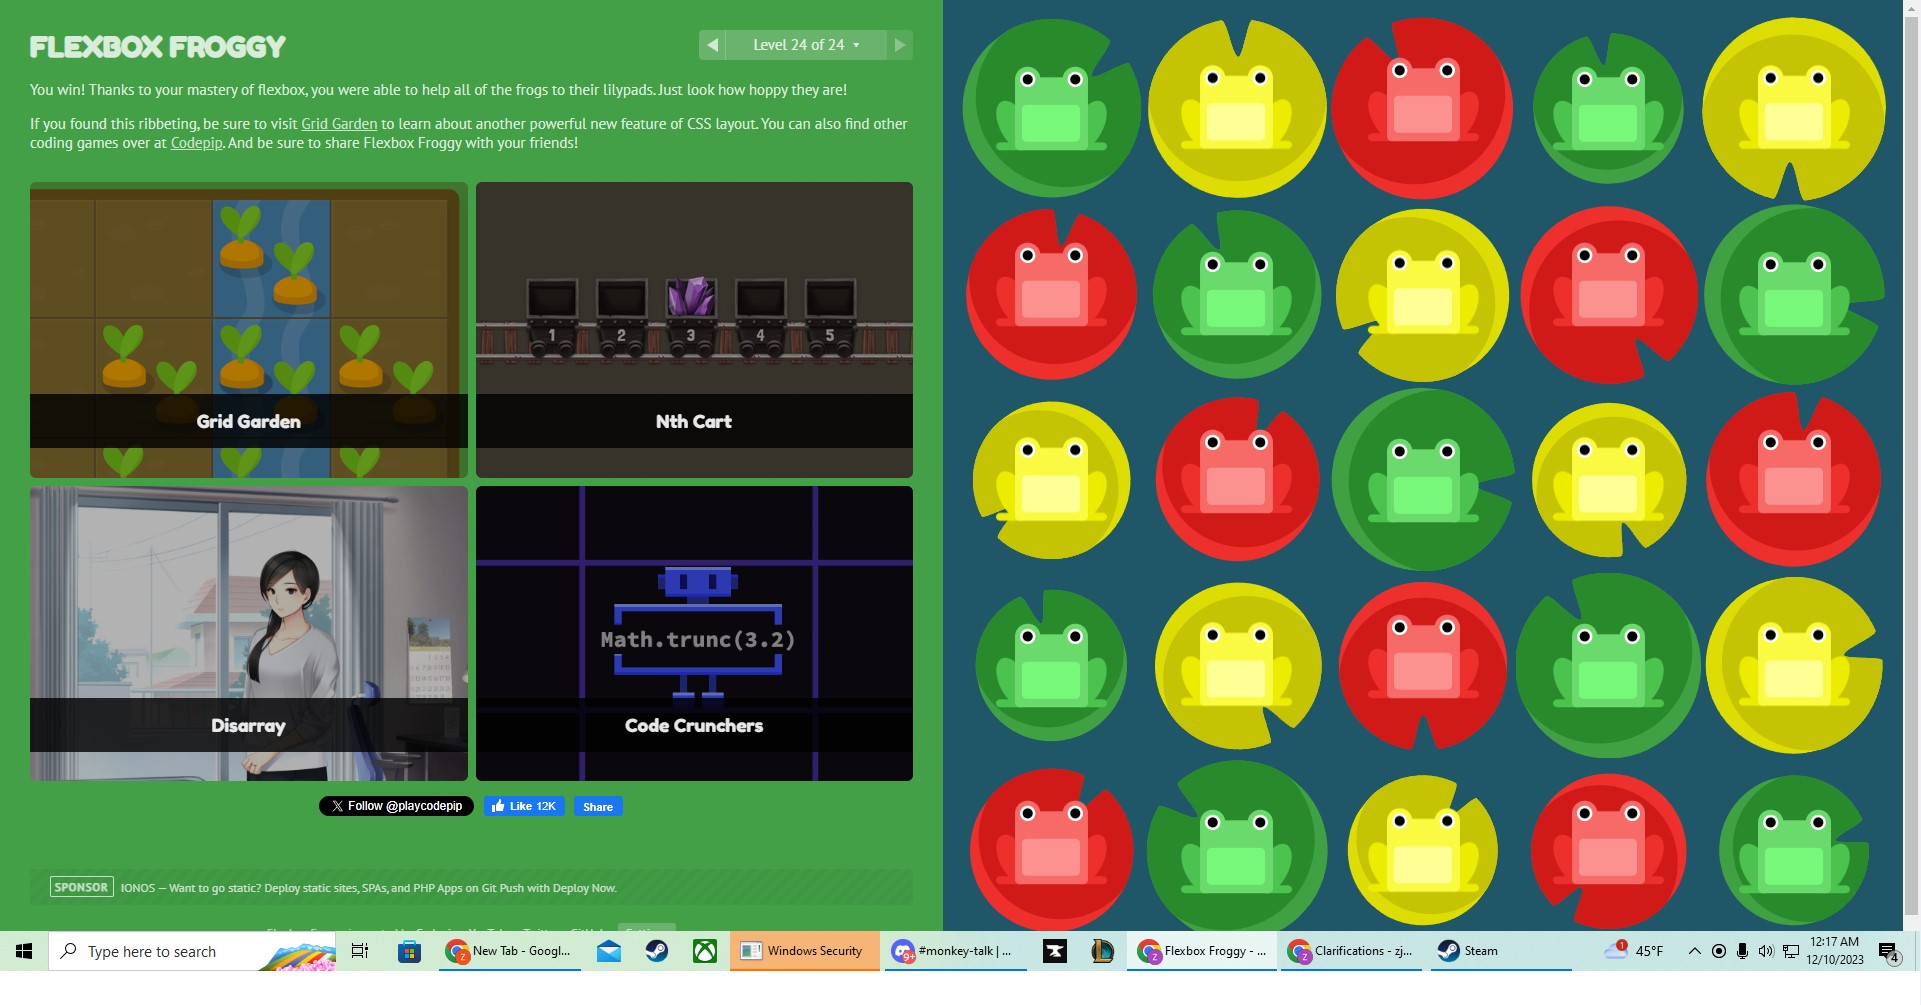 FLEXBOX FROGGY
Level 24 of 24
You win! Thanks to your mastery of flexbox, you were able to help all of the frogs to their lilypads. Just look how hoppy they are!
If you found this ribbeting, be sure to visit Grid Garden to learn about another powerful new feature of CSS layout. You can also find other
coding games over at Codepip. And be sure to share Flexbox Froggy with your friends!
1 2 3 4 5
Grid Garden
Nth Cart
Math.trunc(3.2)
Disarray
Code Crunchers
Follow @playcodepip
Like 12K
Share
SPONSOR IONOS — Want to go static? Deploy static sites, SPAs, and PHP Apps on Git Push with Deploy Now.
Type here to search
New Tab - Googl...
Windows Security
9+
#monkey-talk | ...
Flexbox Froggy - ...
Clarifications - zj...
Steam
1
45°F
12:17 AM
12/10/2023
4